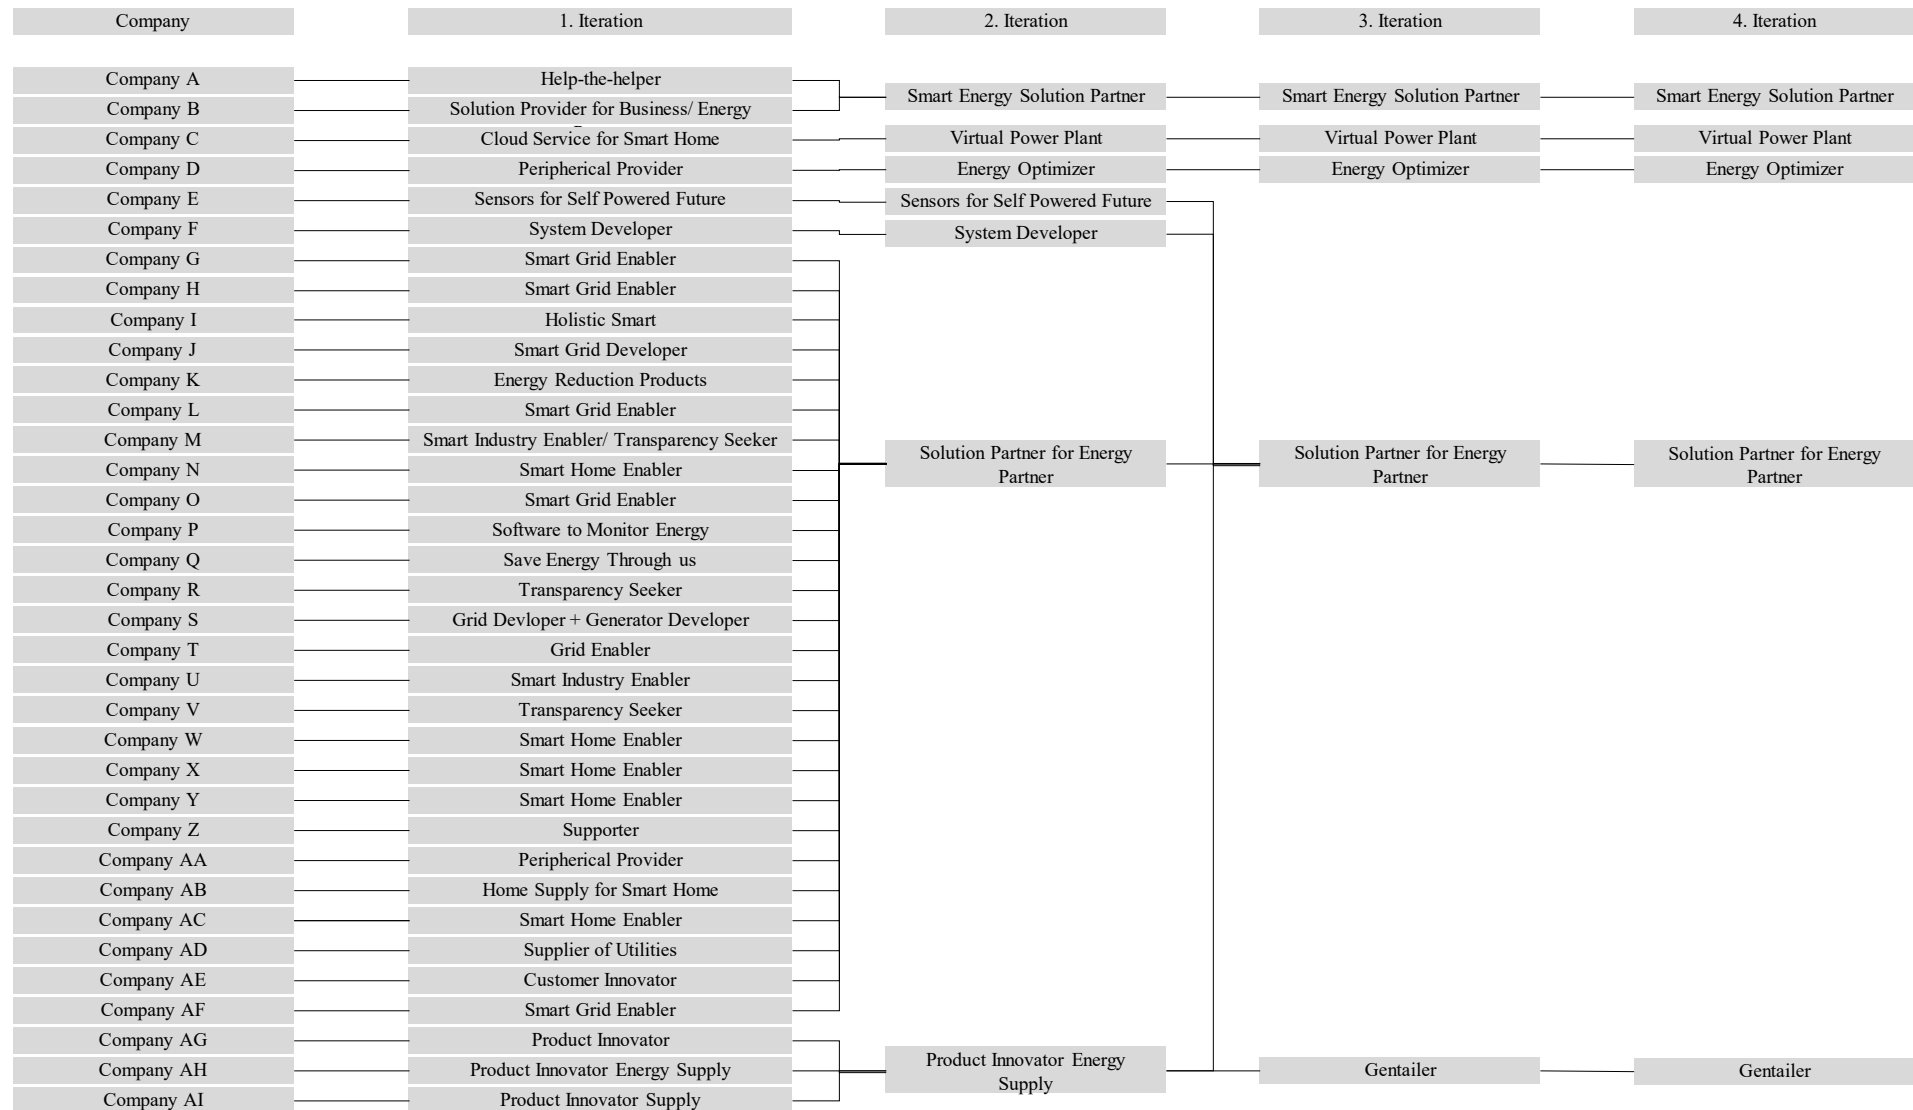 Company 1. Iteration 2. Iteration 3. Iteration 4. Iteration
Company A Help-the-helper
Smart Energy Solution Partner Smart Energy Solution Partner Smart Energy Solution Partner
Company B Solution Provider for Business/ Energy
Company C Cloud Service for Smart Home Virtual Power Plant Virtual Power Plant Virtual Power Plant
Company D Peripherical Provider Energy Optimizer Energy Optimizer Energy Optimizer
Company E Sensors for Self Powered Future Sensors for Self Powered Future
Company F System Developer System Developer
Company G Smart Grid Enabler
Company H Smart Grid Enabler
Company I Holistic Smart
Company J Smart Grid Developer
Company K Energy Reduction Products
Company L Smart Grid Enabler
Company M Smart Industry Enabler/ Transparency Seeker
Solution Partner for Energy Solution Partner for Energy Solution Partner for Energy
Company N Smart Home Enabler
Partner Partner Partner
Company O Smart Grid Enabler
Company P Software to Monitor Energy
Company Q Save Energy Through us
Company R Transparency Seeker
Company S Grid Devloper + Generator Developer
Company T Grid Enabler
Company U Smart Industry Enabler
Company V Transparency Seeker
Company W Smart Home Enabler
Company X Smart Home Enabler
Company Y Smart Home Enabler
Company Z Supporter
Company AA Peripherical Provider
Company AB Home Supply for Smart Home
Company AC Smart Home Enabler
Company AD Supplier of Utilities
Company AE Customer Innovator
Company AF Smart Grid Enabler
Company AG Product Innovator
Product Innovator Energy
Company AH Product Innovator Energy Supply Gentailer Gentailer
Supply
Company AI Product Innovator Supply